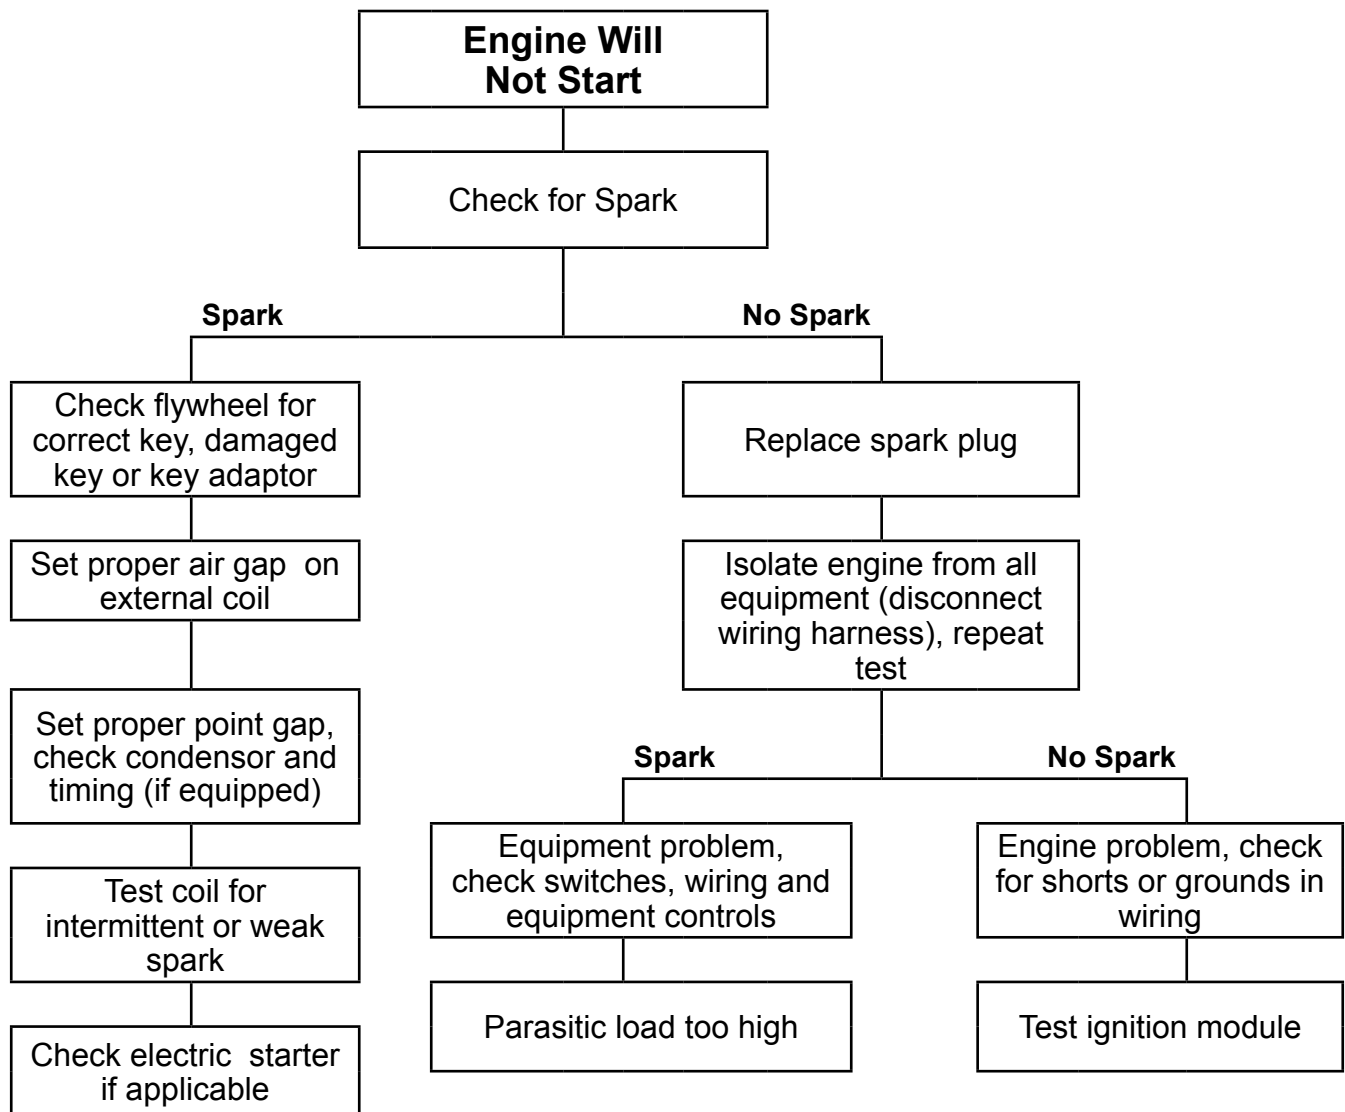 Engine Will
Not Start
Check for Spark
Spark
No Spark
Check flywheel for
correct key, damaged
key or key adaptor
Replace spark plug
Set proper air gap  on
external coil
Isolate engine from all
equipment (disconnect
wiring harness), repeat
test
Set proper point gap,
check condensor and
timing (if equipped)
Spark
No Spark
Test coil for
intermittent or weak
spark
Equipment problem,
check switches, wiring and
equipment controls
Engine problem, check
for shorts or grounds in
wiring
Check electric  starter
if applicable
Parasitic load too high
Test ignition module